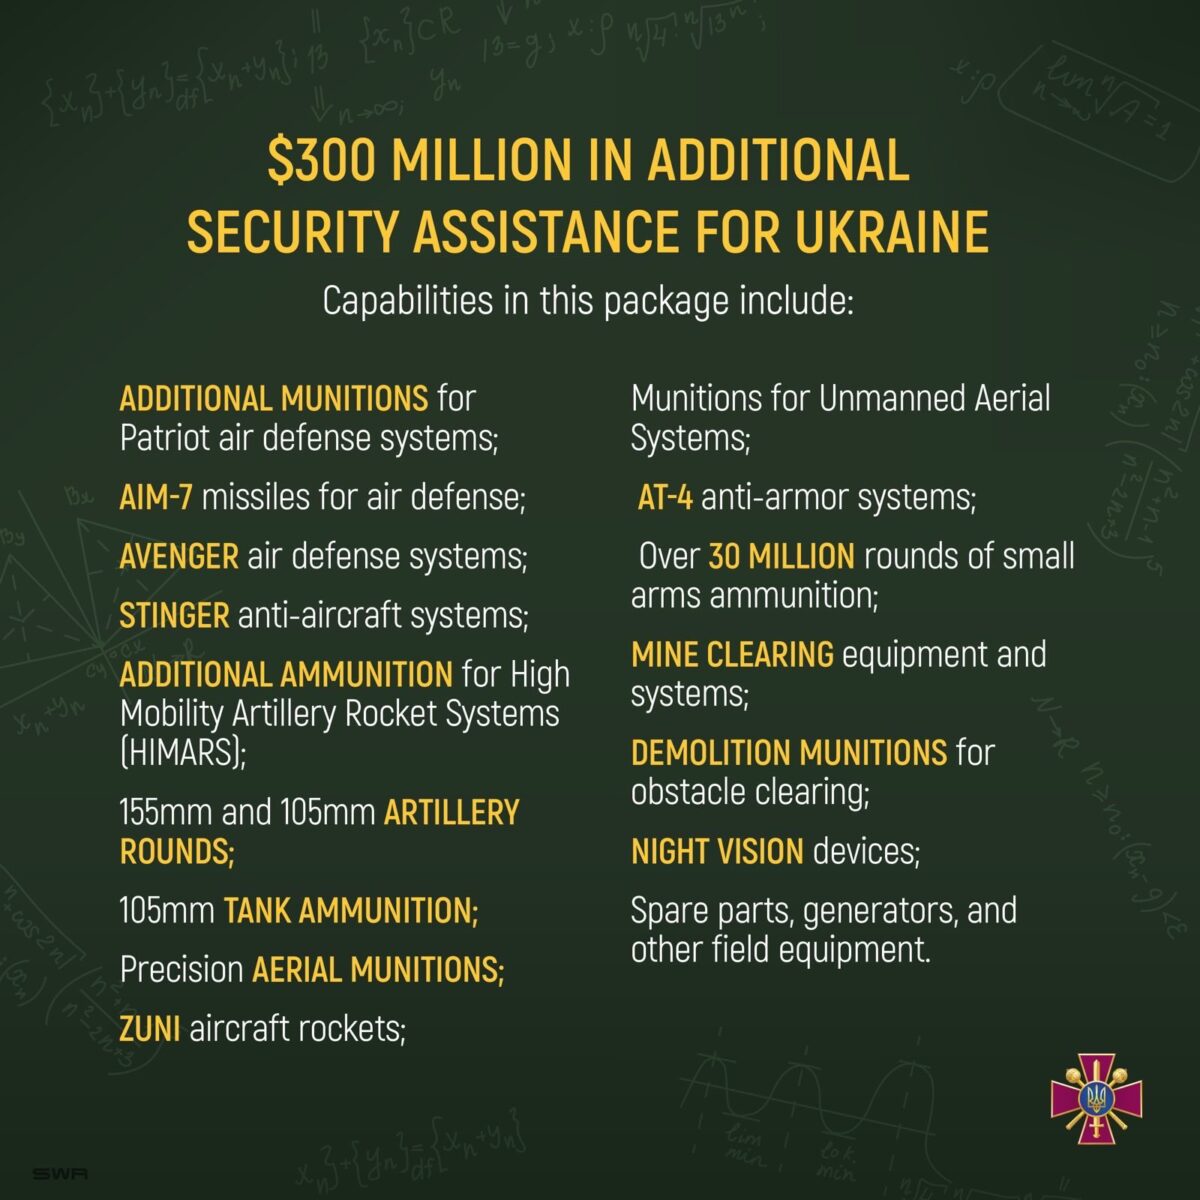 $300 MILLION IN ADDITIONAL
SECURITY ASSISTANCE FOR UKRAINE
Capabilities in this package include:
ADDITIONAL MUNITIONS for
Patriot air defense systems;
AIM-7 missiles for air defense;
AVENGER air defense systems;
STINGER anti-aircraft systems;
ADDITIONAL AMMUNITION for High
Mobility Artillery Rocket Systems
(HIMARS);
155mm and 105mm ARTILLERY
ROUNDS;
105mm TANK AMMUNITION;
Precision AERIAL MUNITIONS;
ZUNI aircraft rockets;
Munitions for Unmanned Aerial
Systems;
AT-4 anti-armor systems;
Over 30 MILLION rounds of small
arms ammunition;
MINE CLEARING equipment and
systems;
DEMOLITION MUNITIONS for
obstacle clearing;
NIGHT VISION devices;
Spare parts, generators, and
other field equipment.
SWA